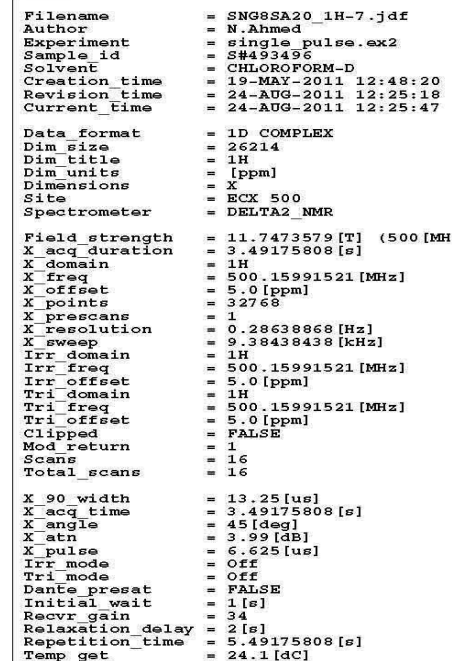 Filename = SNG8SA20_1H-7.jdf
Author = N.Ahmed
Experiment = single_pulse.ex2
Sample_id = S#493496
Solvent = CHLOROFORM-D
Creation_time = 19-MAY-2011 12:48:20
Revision_time = 24-AUG-2011 12:25:18
Current_time = 24-AUG-2011 12:25:47
Data_format = 1D COMPLEX
Dim_size = 26214
Dim_title = 1H
Dim_units = [ppm]
Dimensions = X
Site = ECX 500
Spectrometer = DELTA2_NMR
Field_strength = 11.7473579[T] (500[MH
X_acq_duration = 3.49175808[s]
X_domain = 1H
X_freq = 500.15991521[MHz]
X_offset = 5.0[ppm]
X_points = 32768
X_prescans = 1
X_resolution = 0.28638868[Hz]
X_sweep = 9.38438438[kHz]
Irr_domain = 1H
Irr_freq = 500.15991521[MHz]
Irr_offset = 5.0[ppm]
Tri_domain = 1H
Tri_freq = 500.15991521[MHz]
Tri_offset = 5.0[ppm]
Clipped = FALSE
Mod_return = 1
Scans = 16
Total_scans = 16
X_90_width = 13.25[us]
X_acq_time = 3.49175808[s]
X_angle = 45[deg]
X_atn = 3.99[dB]
X_pulse = 6.625[us]
Irr_mode = Off
Tri_mode = Off
Dante_presat = FALSE
Initial_wait = 1[s]
Recvr_gain = 34
Relaxation_delay = 2[s]
Repetition_time = 5.49175808[s]
Temp_get = 24.1[dC]